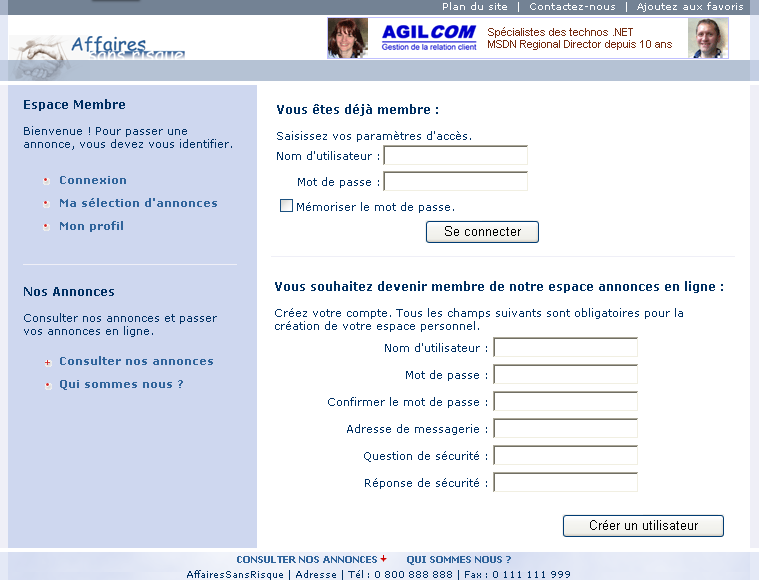 Plan du site | Contactez-nous | Ajoutez aux favoris
Affaires
sans risque
AGILCOM
Gestion de la relation client
Spécialistes des technos .NET
MSDN Regional Director depuis 10 ans
Espace Membre
Bienvenue ! Pour passer une
annonce, vous devez vous identifier.
Connexion
Ma sélection d'annonces
Mon profil
Nos Annonces
Consulter nos annonces et passer
vos annonces en ligne.
Consulter nos annonces
Qui sommes nous ?
Vous êtes déjà membre :
Saisissez vos paramètres d'accès.
Nom d'utilisateur :
Mot de passe :
Mémoriser le mot de passe.
Se connecter
Vous souhaitez devenir membre de notre espace annonces en ligne :
Créez votre compte. Tous les champs suivants sont obligatoires pour la
création de votre espace personnel.
Nom d'utilisateur :
Mot de passe :
Confirmer le mot de passe :
Adresse de messagerie :
Question de sécurité :
Réponse de sécurité :
Créer un utilisateur
CONSULTER NOS ANNONCES QUI SOMMES NOUS ?
AffairesSansRisque | Adresse | Tél : 0 800 888 888 | Fax : 0 111 111 999